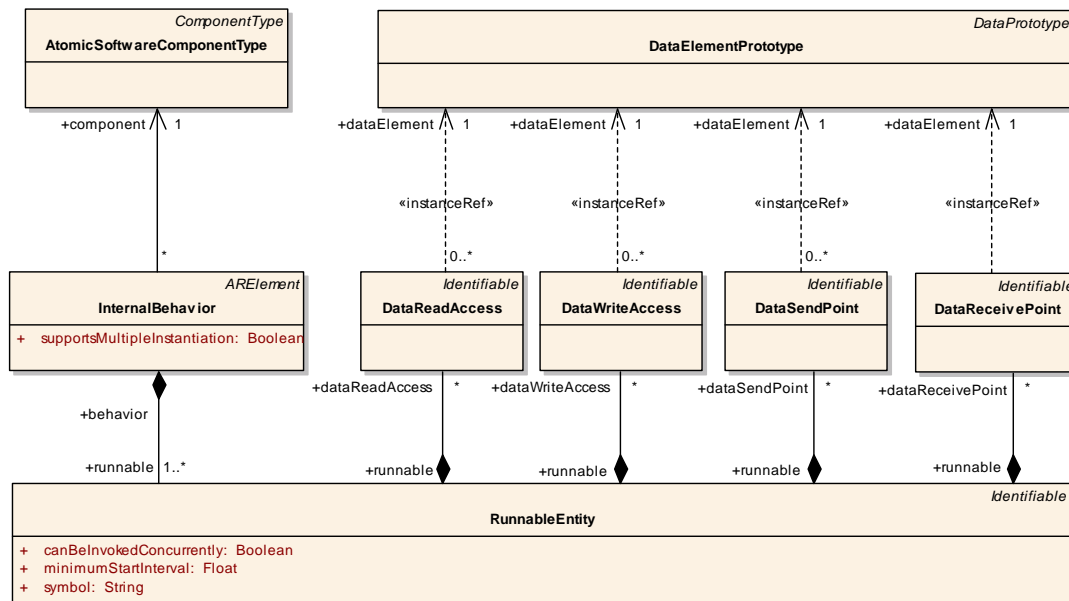 ComponentType
AtomicSoftwareComponentType
DataPrototype
DataElementPrototype
+component 1
+dataElement 1
+dataElement 1
+dataElement 1
+dataElement 1
«instanceRef»
«instanceRef»
«instanceRef»
«instanceRef»
*
0..*
0..*
0..*
ARElement
InternalBehavior
+ supportsMultipleInstantiation: Boolean
Identifiable
DataReadAccess
Identifiable
DataWriteAccess
Identifiable
DataSendPoint
Identifiable
DataReceivePoint
+dataReadAccess *
+dataWriteAccess *
+dataSendPoint *
+dataReceivePoint *
+behavior
+runnable 1..*
+runnable
+runnable
+runnable
+runnable
Identifiable
RunnableEntity
+ canBeInvokedConcurrently: Boolean
+ minimumStartInterval: Float
+ symbol: String